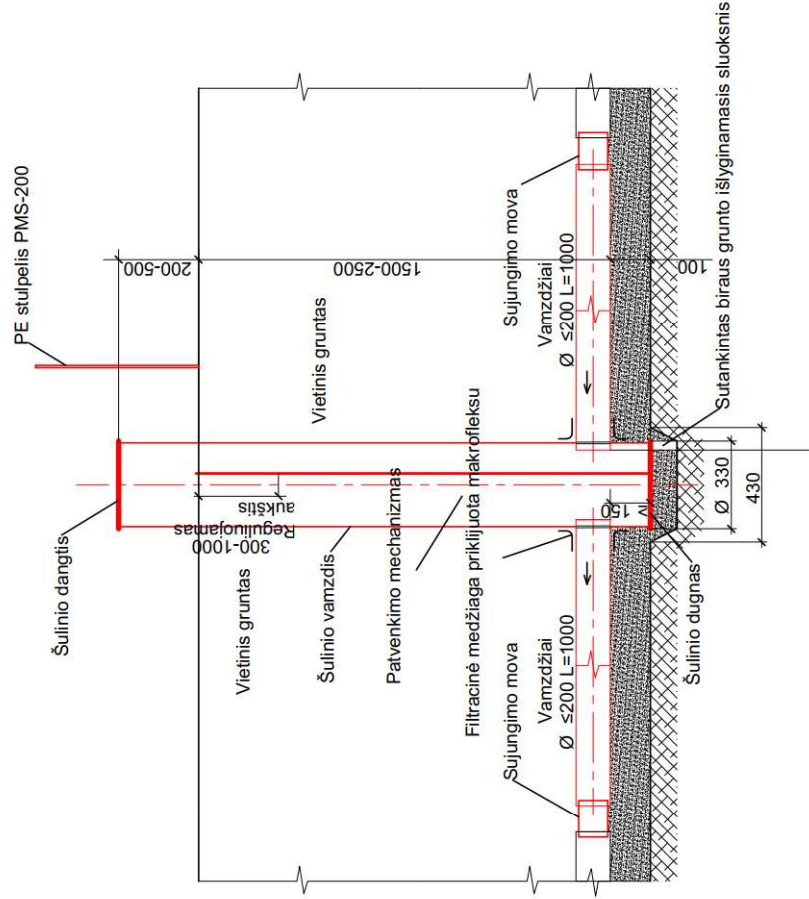 PE stulpelis PMS-200
Šulinio dangtis
200-500
Vietinis gruntas
Vietinis gruntas
300-1000
Reguliuojamas
aukštis
1500-2500
Šulinio vamzdis
Patvenkimo mechanizmas
Filtracinė medžiaga priklijuota makrofleksu
Sujungimo mova
Vamzdžiai
Ø ≤200 L=1000
Sujungimo mova
Vamzdžiai
Ø ≤200 L=1000
≥ 150
100
Šulinio dugnas
Ø 330
430
Sutankintas biraus grunto išlyginamasis sluoksnis